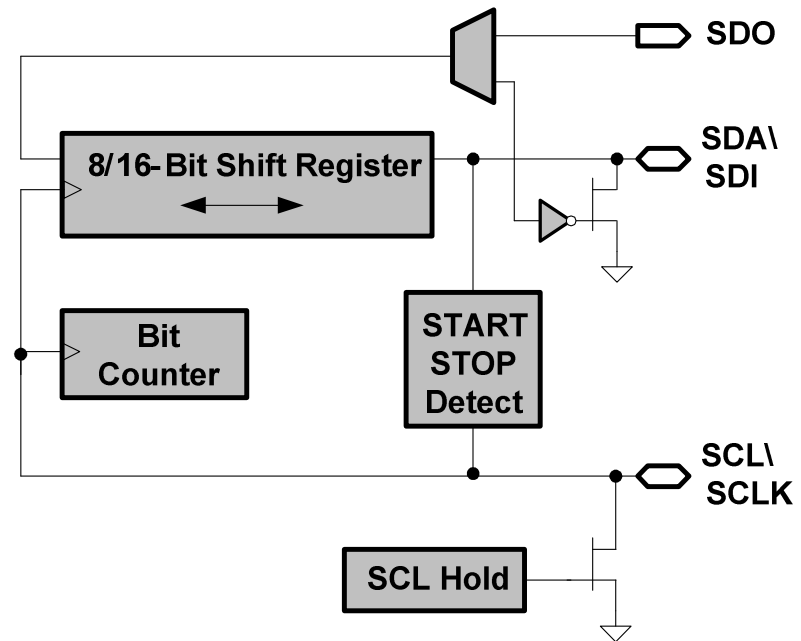 SDO
8/16-Bit Shift Register
SDA\
SDI
Bit
Counter
START
STOP
Detect
SCL\
SCLK
SCL Hold